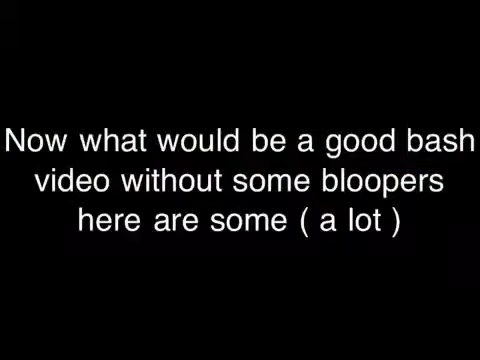 Now what would be a good bash
video without some bloopers
here are some ( a lot )